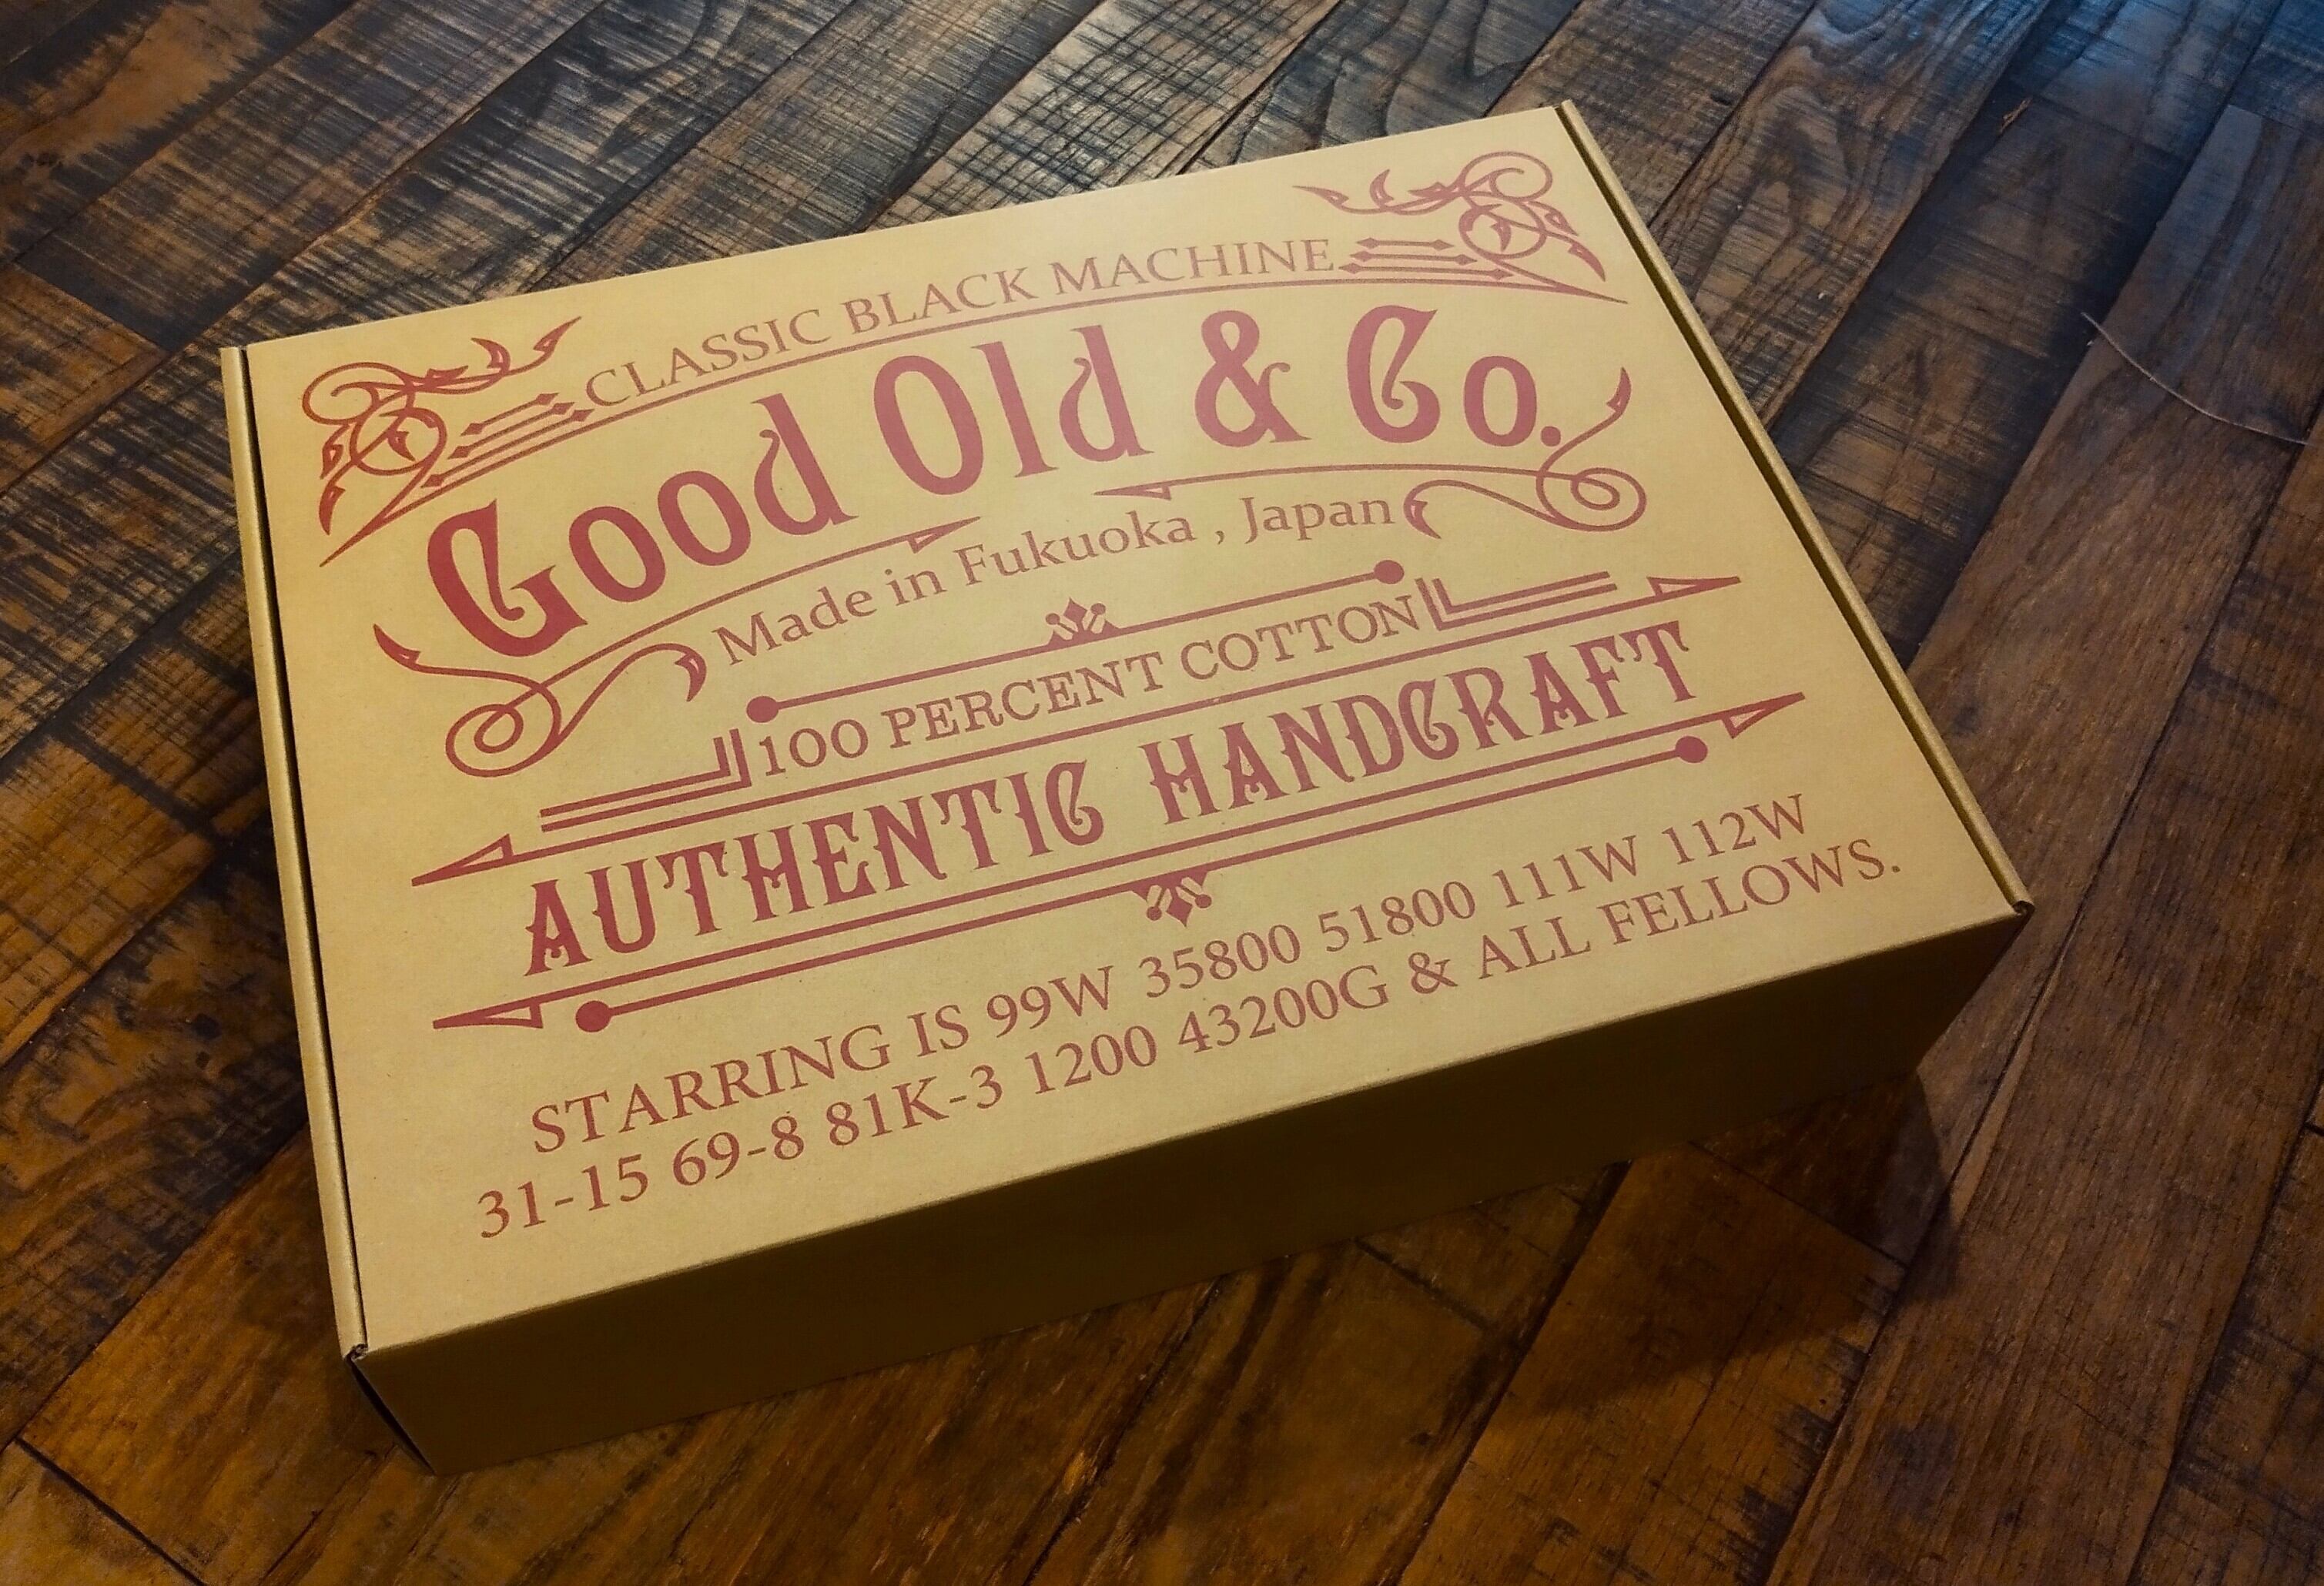 CLASSIC BLACK MACHINE
Good Old & Co.
Made in Fukuoka , Japan
100 PERCENT COTTON
AUTHENTIC HANDCRAFT
STARRING IS 99W 35800 51800 111W 112W
31-15 69-8 81K-3 1200 43200G & ALL FELLOWS.